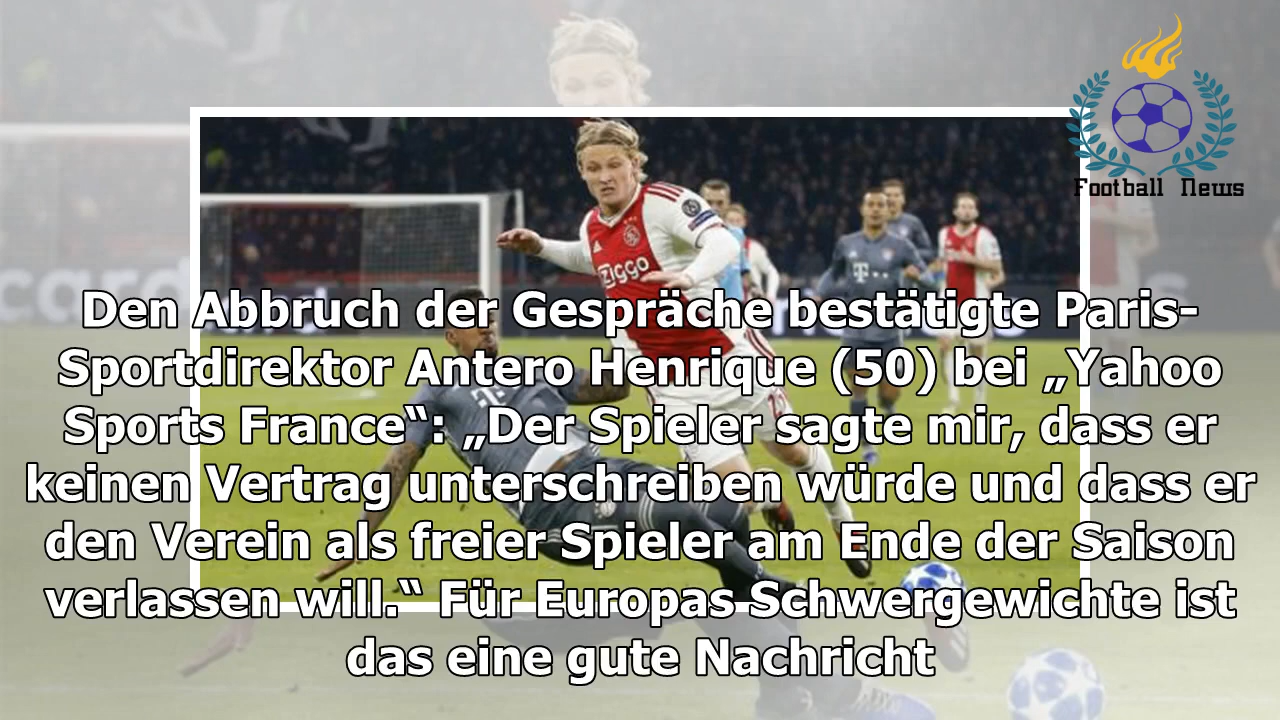 Football News
Den Abbruch der Gespräche bestätigte Paris-
Sportdirektor Antero Henrique (50) bei „Yahoo
Sports France“: „Der Spieler sagte mir, dass er
keinen Vertrag unterschreiben würde und dass er
den Verein als freier Spieler am Ende der Saison
verlassen will.“ Für Europas Schwergewichte ist
das eine gute Nachricht
ziggo
T